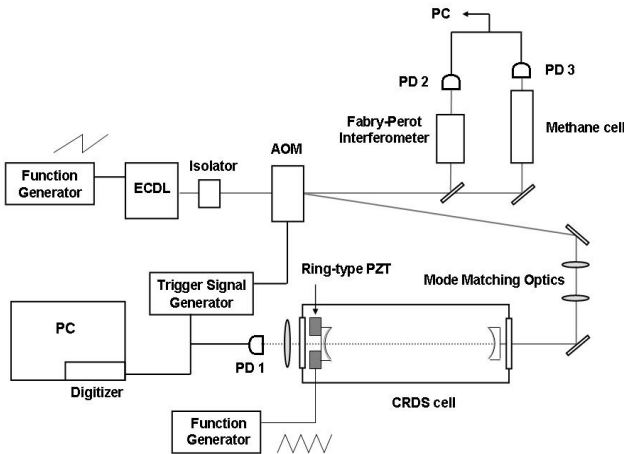 PC
PD 2
PD 3
Fabry-Perot
Interferometer
Methane cell
AOM
Isolator
Function
Generator
ECDL
Ring-type PZT
Mode Matching Optics
Trigger Signal
Generator
PC
PD 1
Digitizer
CRDS cell
Function
Generator